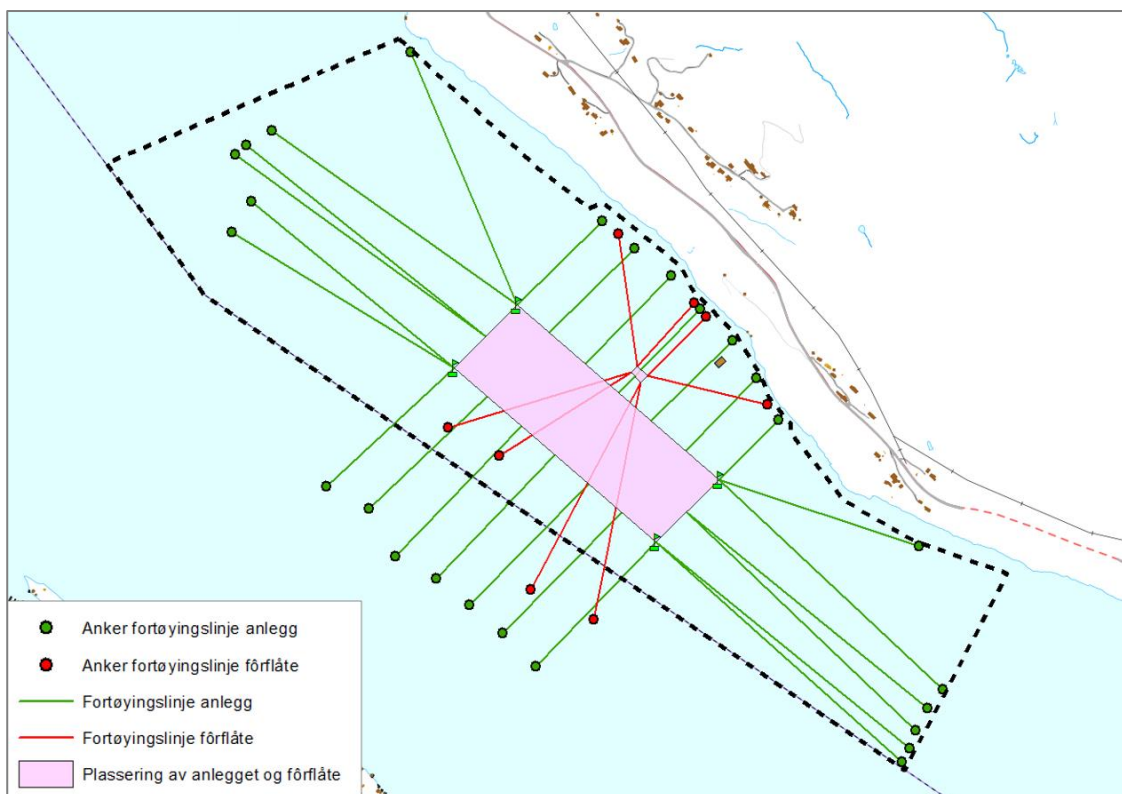 Anker fortøyingslinje anlegg
Anker fortøyingslinje fôrflåte
Fortøyingslinje anlegg
Fortøyingslinje fôrflåte
Plassering av anlegget og fôrflåte